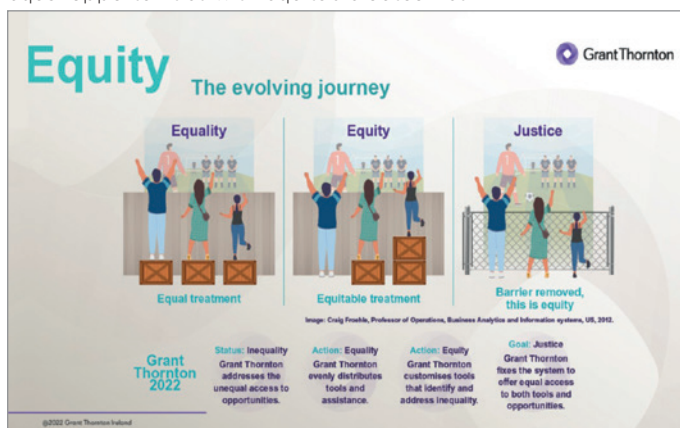 Equity
The evolving journey
Grant Thornton
Equality
Equity
Justice
Equal treatment
Equitable treatment
Barrier removed,
this is equity
Image: Craig Froehle, Professor of Operations, Business Analytics and Information systems, US, 2012.
Grant
Thornton
2022
Status: Inequality
Grant Thornton
addresses the
unequal access to
opportunities.
Action: Equality
Grant Thornton
evenly distributes
tools and
assistance.
Action: Equity
Grant Thornton
customises tools
that identify and
address inequality.
Goal: Justice
Grant Thornton
fixes the system to
offer equal access
to both tools and
opportunities.
©2022 Grant Thornton Ireland